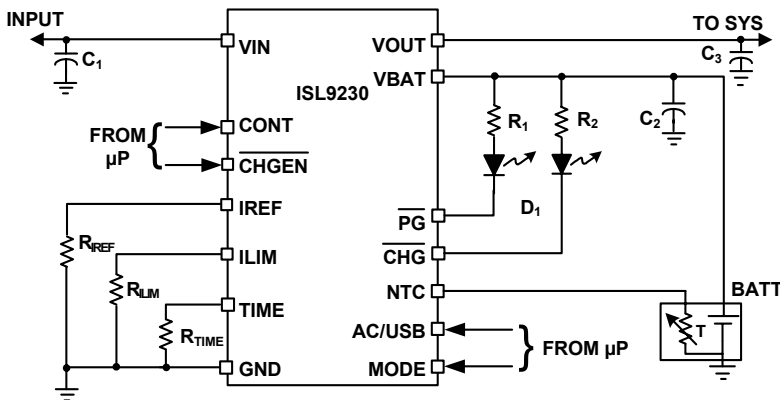 INPUT
TO SYS
VIN
VOUT
C1
C3
VBAT
ISL9230
CONT
FROM
µP
R1
R2
C2
CHGEN
IREF
D1
PG
RIREF
ILIM
CHG
RILIM
NTC
BATT
TIME
RTIME
AC/USB
T
FROM µP
GND
MODE